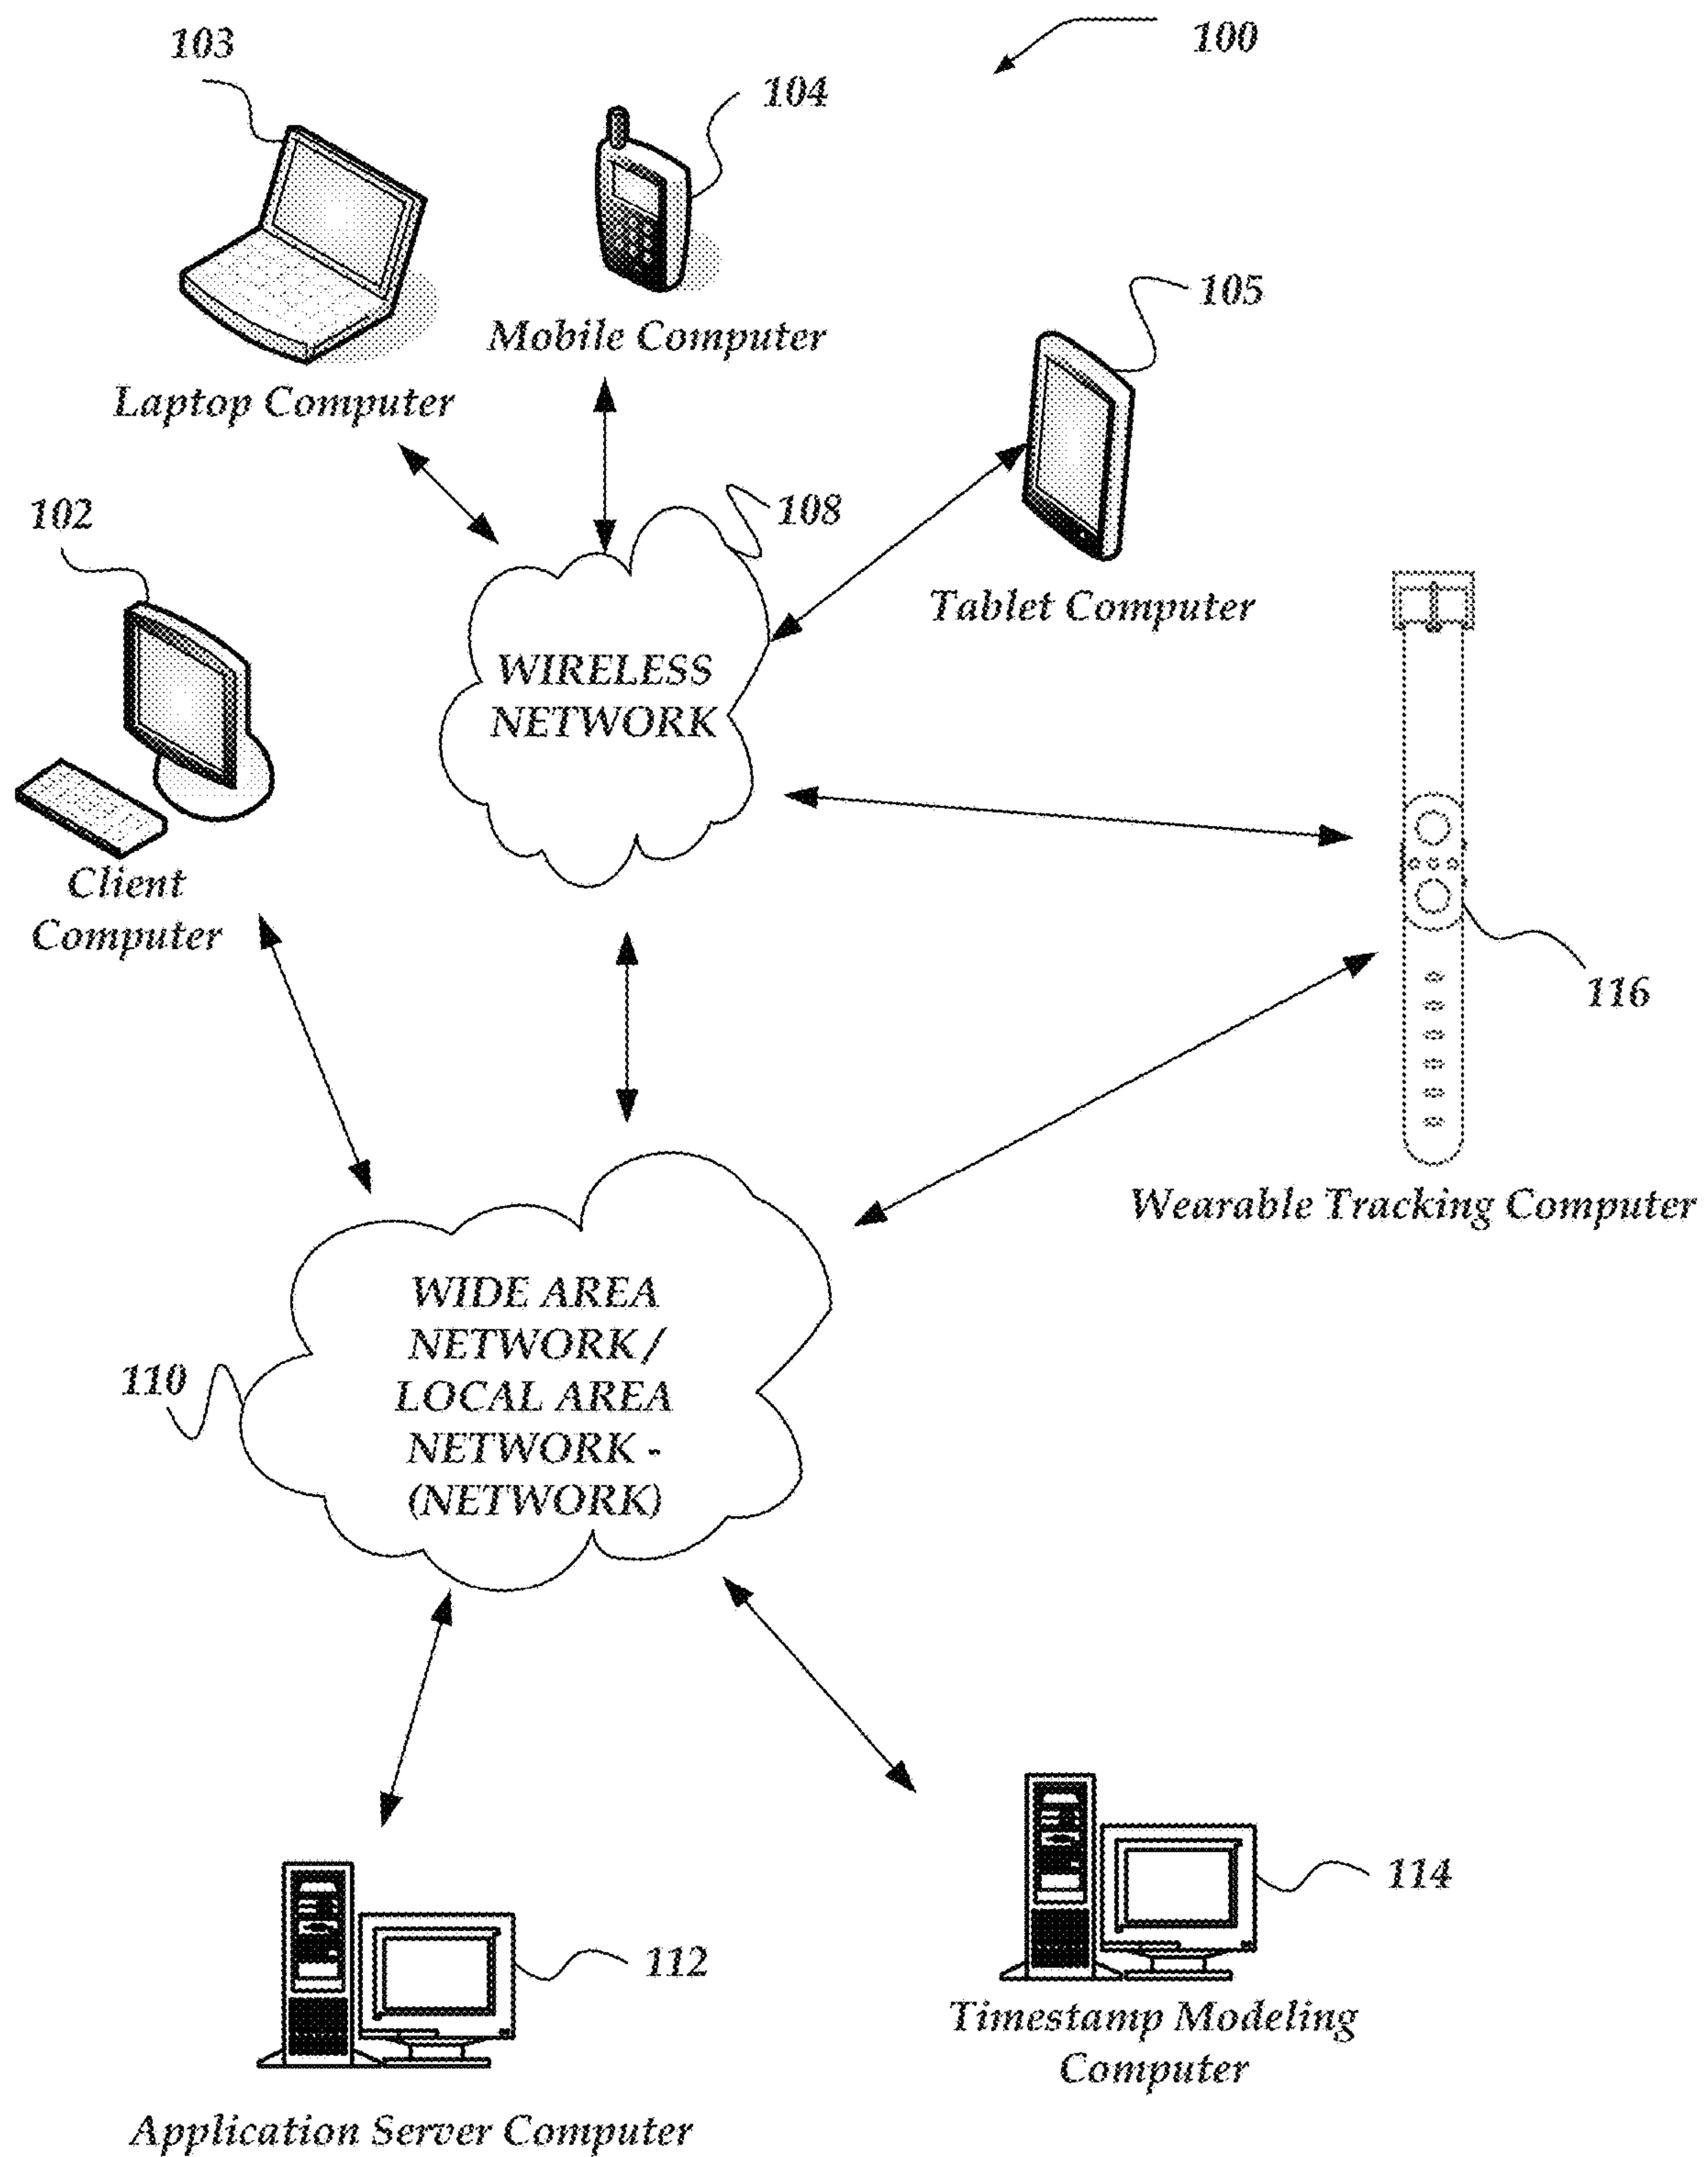 100
103
104
Mobile Computer
Laptop Computer
105
Tablet Computer
102
Client
Computer
108
WIRELESS
NETWORK
116
Wearable Tracking Computer
110
WIDE AREA
NETWORK /
LOCAL AREA
NETWORK -
(NETWORK)
112
Application Server Computer
114
Timestamp Modeling
Computer